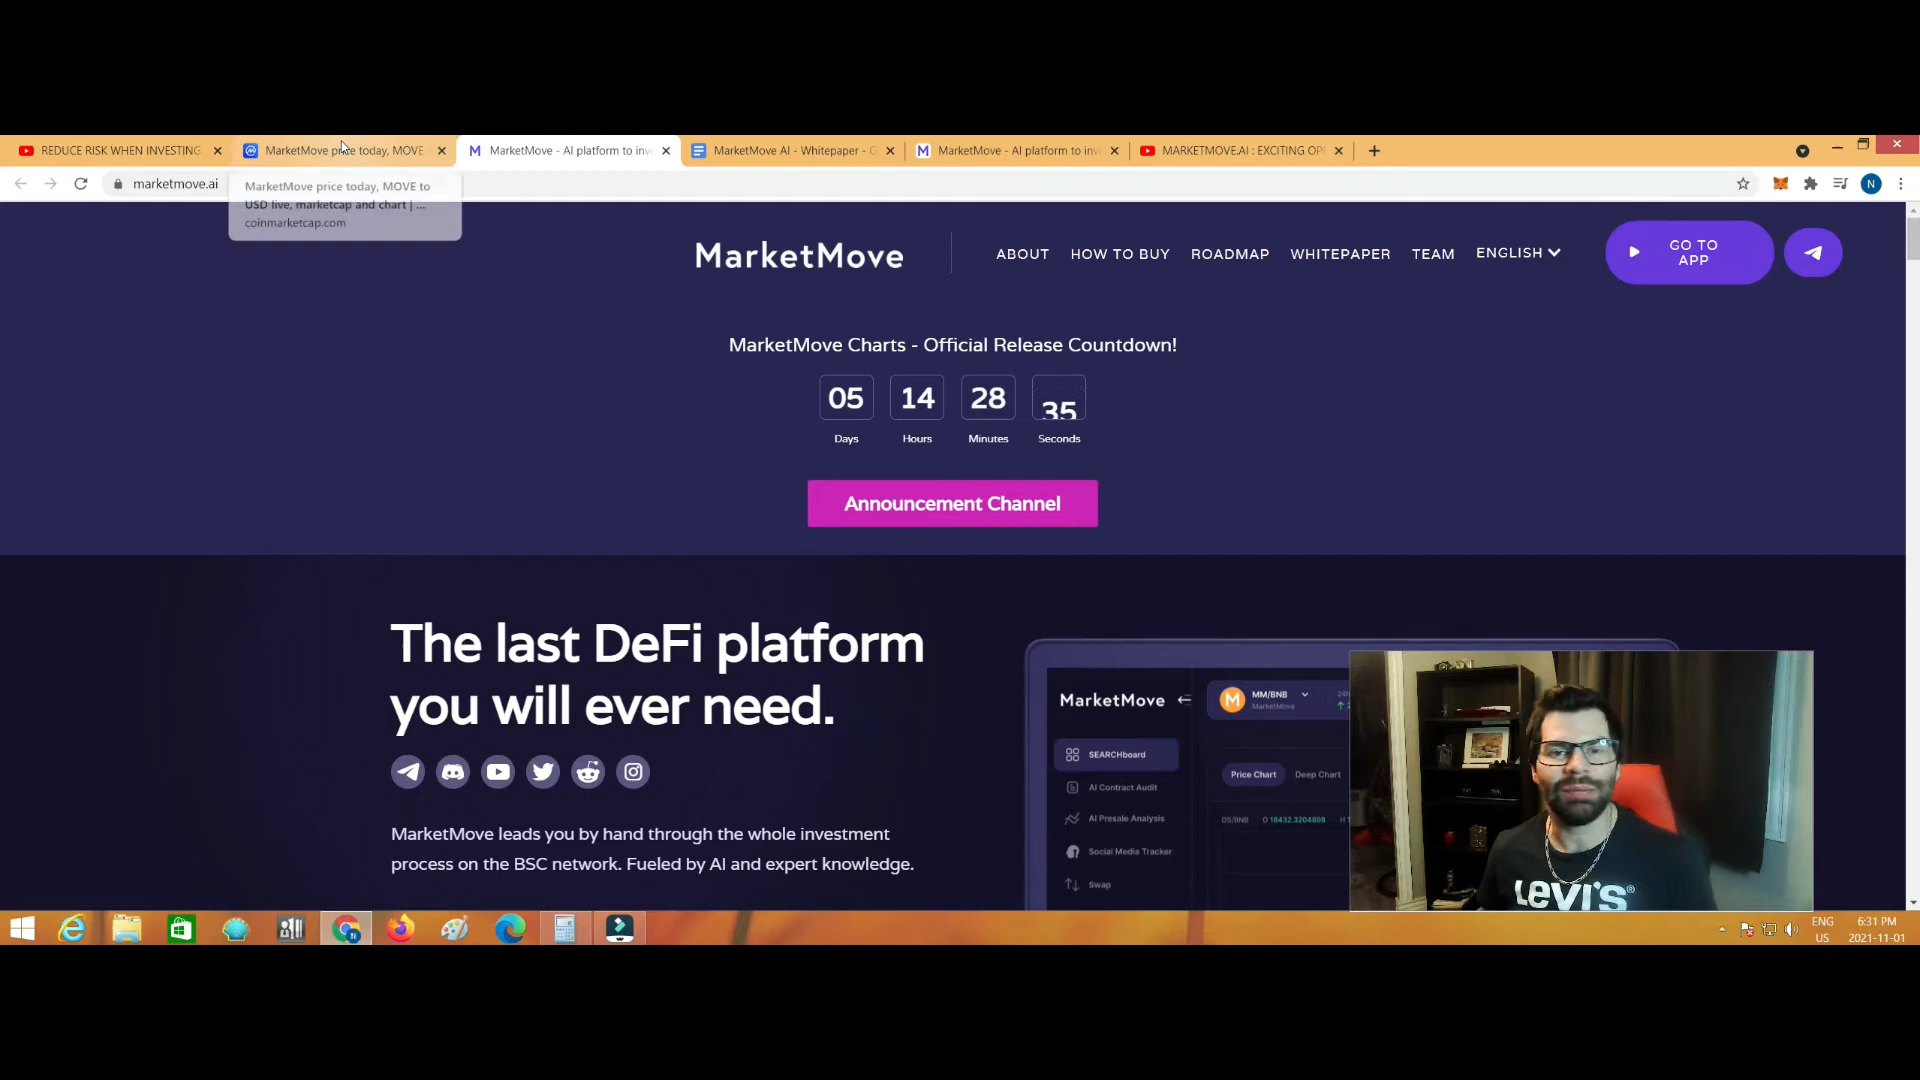 REDUCE RISK WHEN INVESTING
MarketMove price today, MOVE
MarketMove - AI platform to inv
MarketMove AI - Whitepaper - G
MarketMove - AI platform to inv
MARKETMOVE.AI : EXCITING OP
marketmove.ai
N
MarketMove price today, MOVE to
USD live, marketcap and chart | ...
coinmarketcap.com
MarketMove
ABOUT
HOW TO BUY
ROADMAP
WHITEPAPER
TEAM
ENGLISH
GO TO
APP
MarketMove Charts - Official Release Countdown!
05
14
28
35
Days
Hours
Minutes
Seconds
Announcement Channel
The last DeFi platform
you will ever need.
MarketMove leads you by hand through the whole investment
process on the BSC network. Fueled by AI and expert knowledge.
MarketMove
MM/BNB
MarketMove
SEARCHboard
AI Contract Audit
AI Presale Analysis
Social Media Tracker
Swap
Price Chart
Deep Chart
LEVI'S®
ENG
US
6:31 PM
2021-11-01